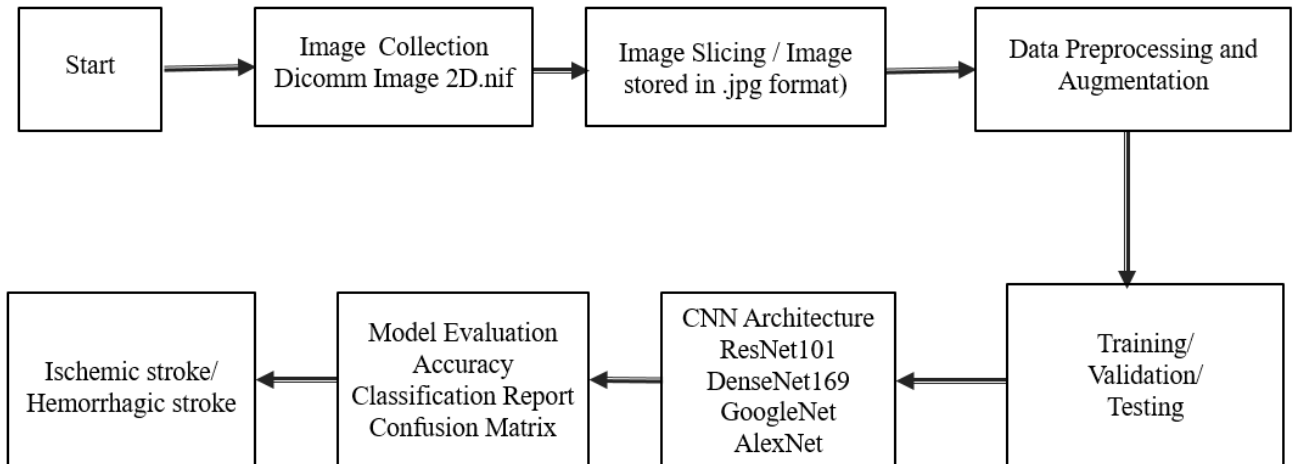 Start
Image Collection
Dicomm Image 2D.nif
Image Slicing / Image
stored in .jpg format)
Data Preprocessing and
Augmentation
Training/
Validation/
Testing
CNN Architecture
ResNet101
DenseNet169
GoogleNet
AlexNet
Model Evaluation
Accuracy
Classification Report
Confusion Matrix
Ischemic stroke/
Hemorrhagic stroke